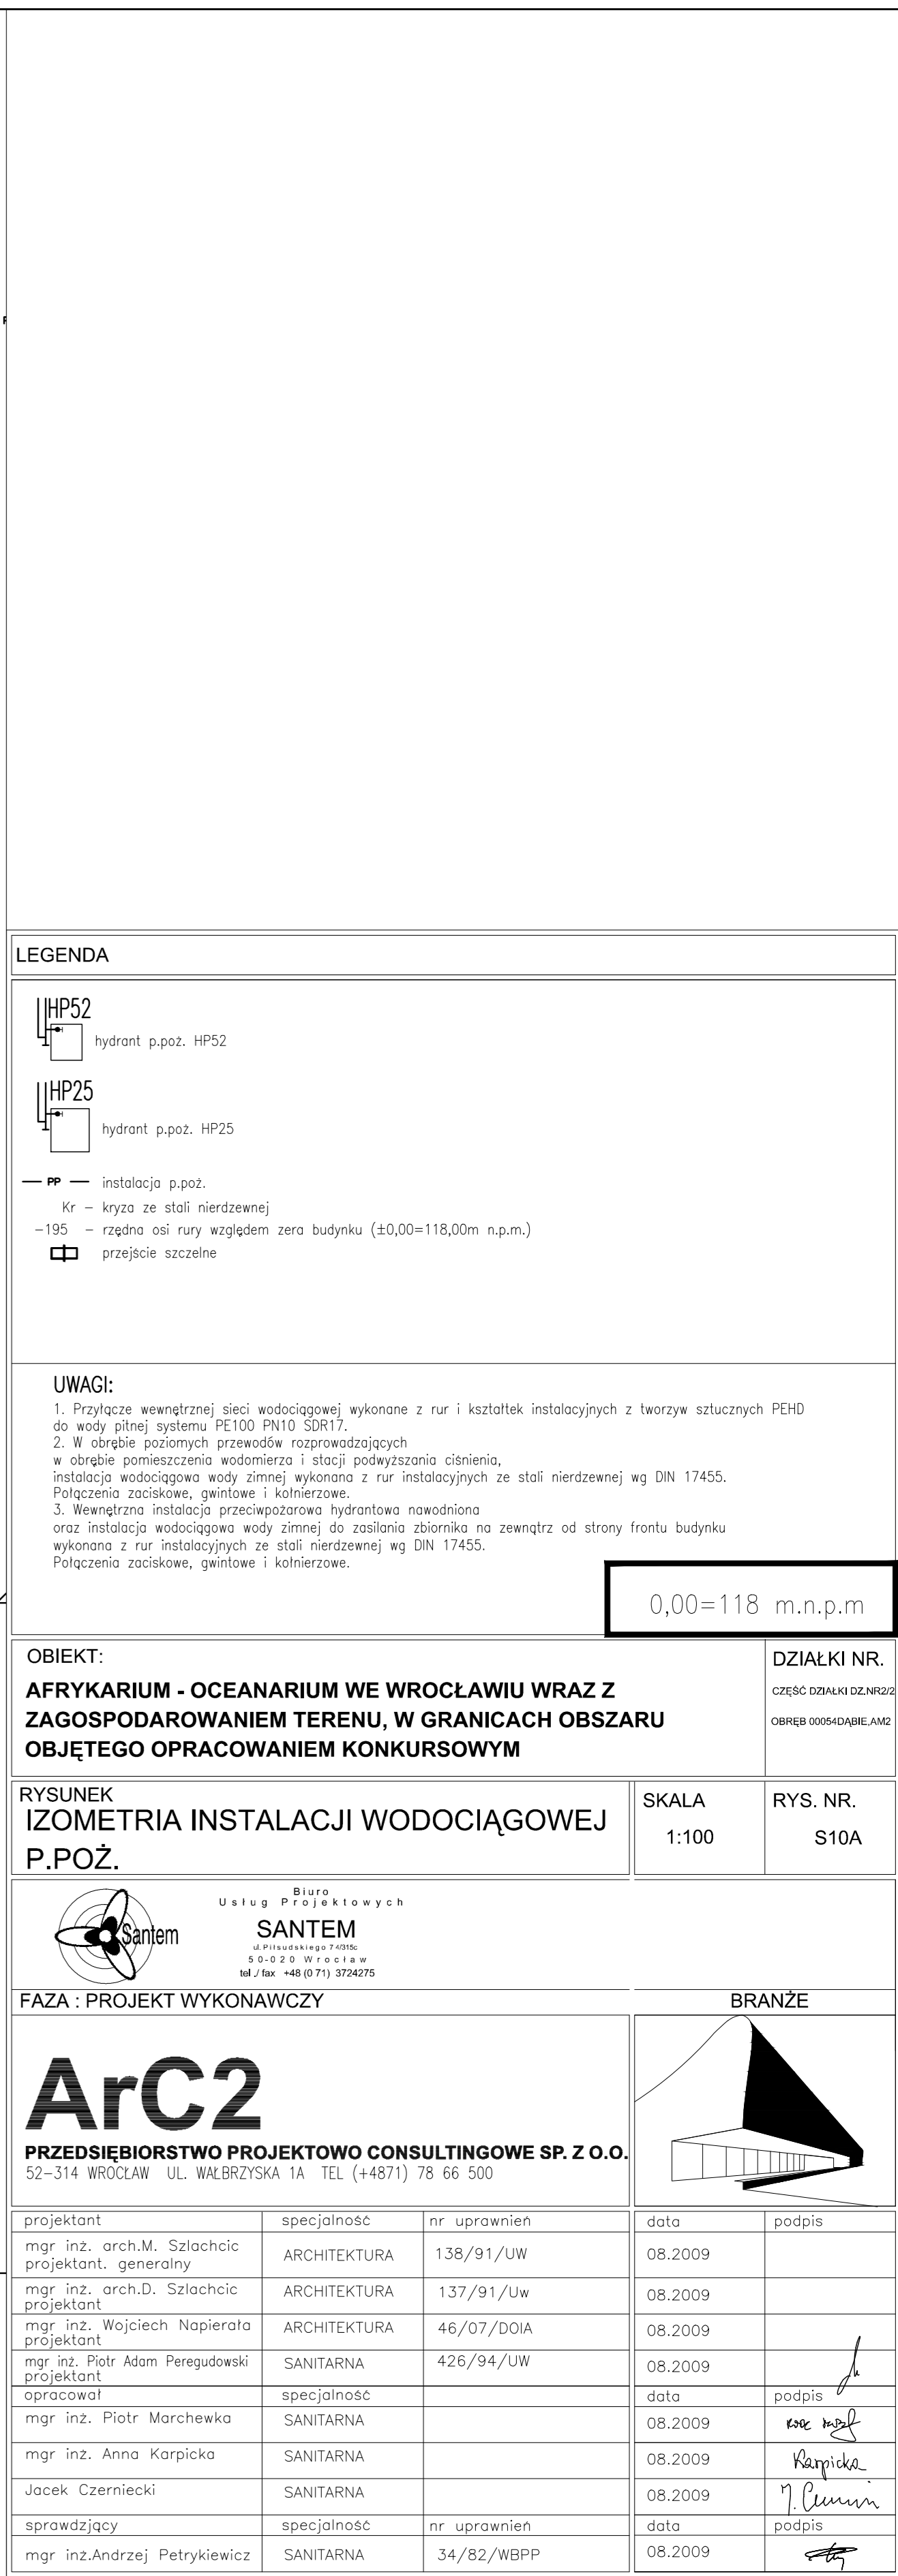 LEGENDA
HP52
hydrant p.poż. HP52
HP25
hydrant p.poż. HP25
PP instalacja p.poż.
Kr – kryza ze stali nierdzewnej
-195 – rzędna osi rury względem zera budynku (±0,00=118,00m n.p.m.)
przejście szczelne
UWAGI:
1. Przyłącze wewnętrznej sieci wodociągowej wykonane z rur i kształtek instalacyjnych z tworzyw sztucznych PEHD
do wody pitnej systemu PE100 PN10 SDR17.
2. W obrębie poziomych przewodów rozprowadzających
w obrębie pomieszczenia wodomierza i stacji podwyższania ciśnienia,
instalacja wodociągowa wody zimnej wykonana z rur instalacyjnych ze stali nierdzewnej wg DIN 17455.
Połączenia zaciskowe, gwintowe i kołnierzowe.
3. Wewnętrzna instalacja przeciwpożarowa hydrantowa nawodniona
oraz instalacja wodociągowa wody zimnej do zasilania zbiornika na zewnątrz od strony frontu budynku
wykonana z rur instalacyjnych ze stali nierdzewnej wg DIN 17455.
Połączenia zaciskowe, gwintowe i kołnierzowe.
0,00=118 m.n.p.m
OBIEKT:
AFRYKARIUM - OCEANARIUM WE WROCŁAWIU WRAZ Z
ZAGOSPODAROWANIEM TERENU, W GRANICACH OBSZARU
OBJĘTEGO OPRACOWANIEM KONKURSOWYM
DZIAŁKI NR.
CZĘŚĆ DZIAŁKI DZ.NR2/2
OBRĘB 00054DĄBIE,AM2
RYSUNEK
IZOMETRIA INSTALACJI WODOCIĄGOWEJ
P.POŻ.
SKALA
1:100
RYS. NR.
S10A
Santem
Biuro
Usług Projektowych
SANTEM
ul.Piłsudskiego 74/315c
50-020 Wrocław
tel ./ fax +48 (0 71) 3724275
FAZA : PROJEKT WYKONAWCZY
BRANŻE
ArC2
PRZEDSIĘBIORSTWO PROJEKTOWO CONSULTINGOWE SP. Z O.O.
52-314 WROCŁAW UL. WAŁBRZYSKA 1A TEL (+4871) 78 66 500
projektant specjalność nr uprawnień data podpis
mgr inż. arch.M. Szlachcic
projektant. generalny
ARCHITEKTURA 138/91/UW 08.2009
mgr inż. arch.D. Szlachcic
projektant
ARCHITEKTURA 137/91/Uw 08.2009
mgr inż. Wojciech Napierała
projektant
ARCHITEKTURA 46/07/DOIA 08.2009
mgr inż. Piotr Adam Peregudowski
projektant
SANITARNA 426/94/UW 08.2009
opracował specjalność data podpis
mgr inż. Piotr Marchewka SANITARNA 08.2009
mgr inż. Anna Karpicka SANITARNA 08.2009 Karpicka
Jacek Czerniecki SANITARNA 08.2009
sprawdzjący specjalność nr uprawnień data podpis
mgr inż.Andrzej Petrykiewicz SANITARNA 34/82/WBPP 08.2009